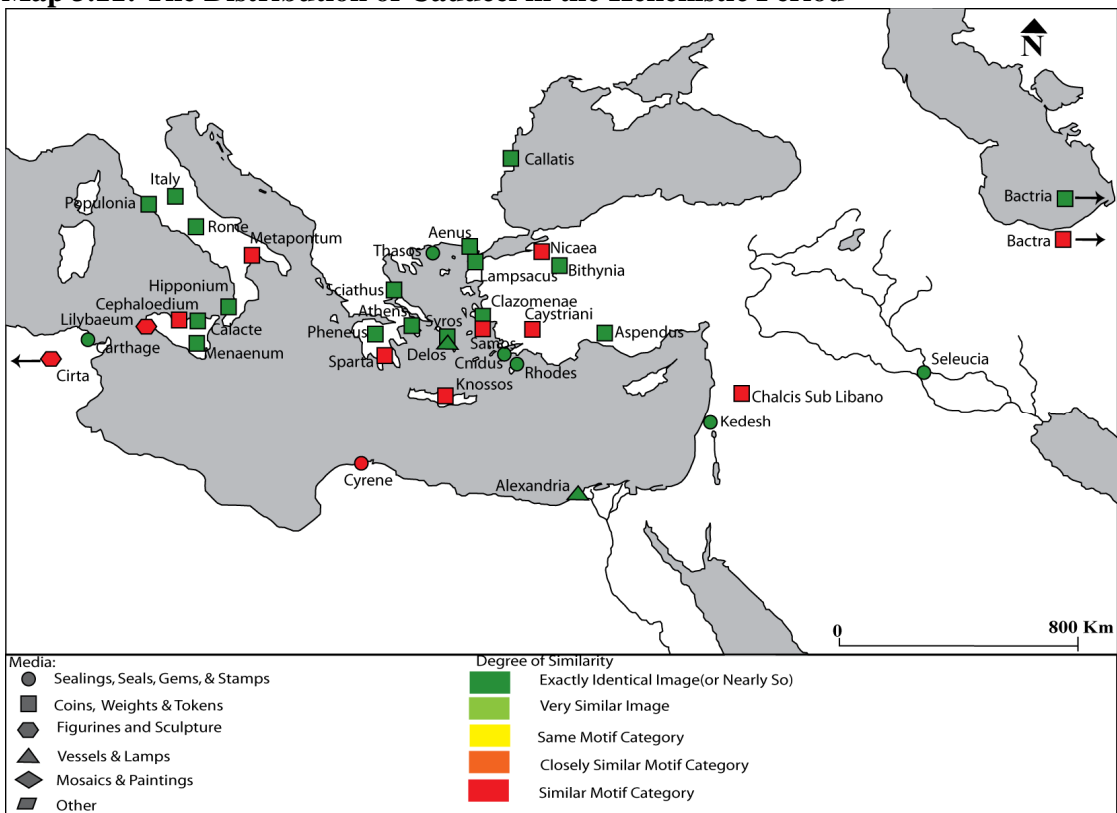 Map
The Distribution of Caducei in the Hellenistic Period
N
Callatis
Italy
Populonia
Bactria
Rome
Aenus
Metapontum
Thasos
Nicaea
Bactra
Bithynia
Lampsacus
Hipponium
Sciathus
Cephaloedium
Clazomenae
Lilybaeum
Athens
Syros
Caystriani
Calacte
Pheneus
Aspendus
Carthage
Menaenum
Samos
Sparta
Delos
Cnidus
Rhodes
Seleucia
Cirta
Knossos
Chalcis Sub Libano
Kedesh
Cyrene
Alexandria
0
800 Km
Media:
Sealings, Seals, Gems, & Stamps
Coins, Weights & Tokens
Figurines and Sculpture
Vessels & Lamps
Mosaics & Paintings
Other
Degree of Similarity
Exactly Identical Image(or Nearly So)
Very Similar Image
Same Motif Category
Closely Similar Motif Category
Similar Motif Category